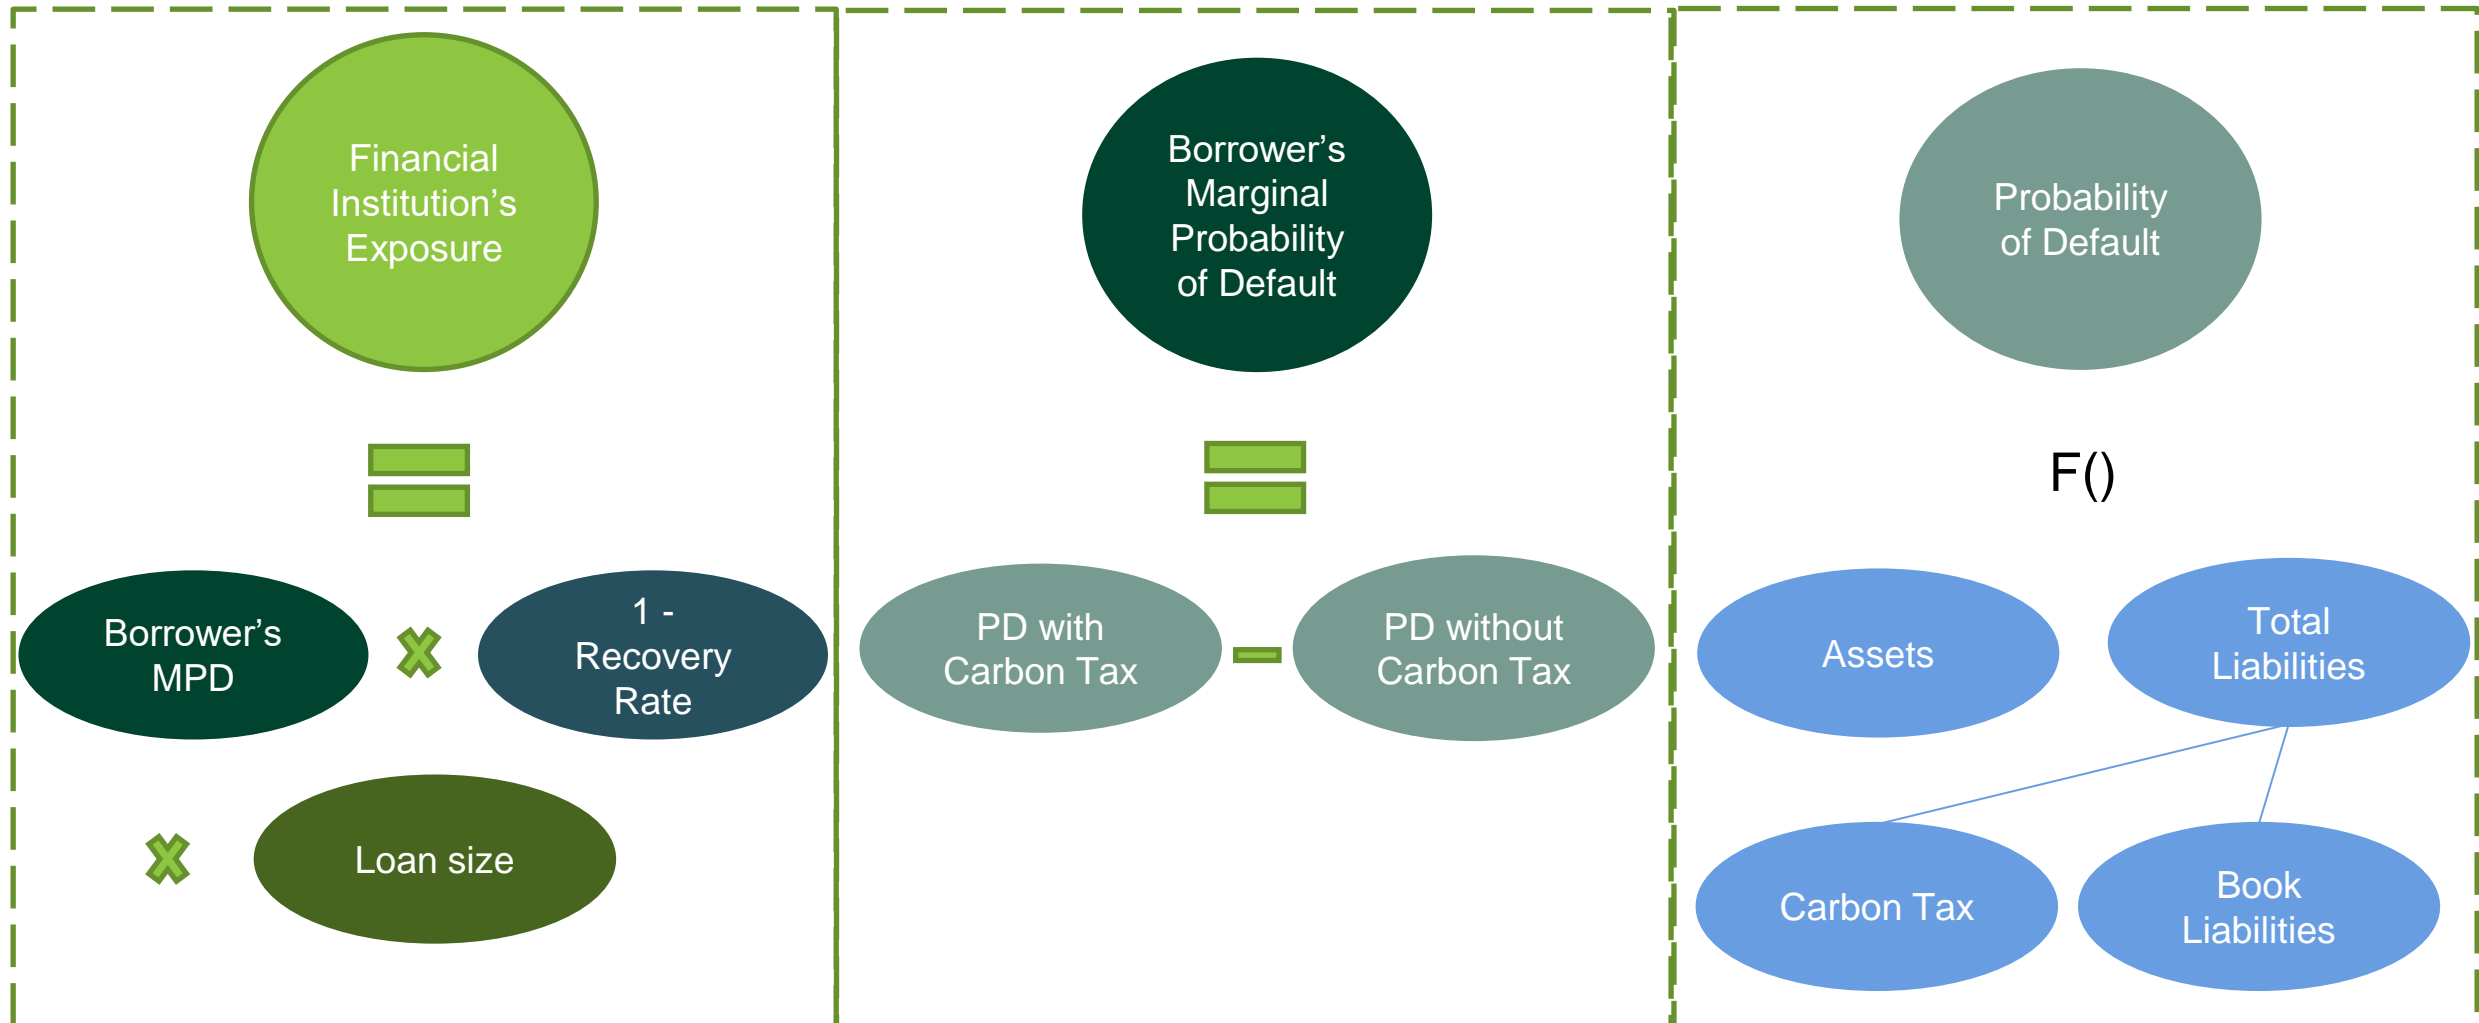 Financial
Institution’s
Exposure
Borrower’s
MPD
1 -
Recovery
Rate
Loan size
Borrower’s
Marginal
Probability
of Default
PD with
Carbon Tax
PD without
Carbon Tax
Probability
of Default
F()
Assets
Total
Liabilities
Carbon Tax
Book
Liabilities